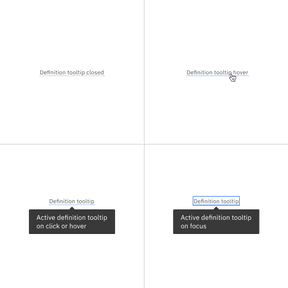 Definition tooltip closed
Definition tooltip hover
Definition tooltip
Active definition tooltip
on click or hover
Definition tooltip
Active definition tooltip
on focus